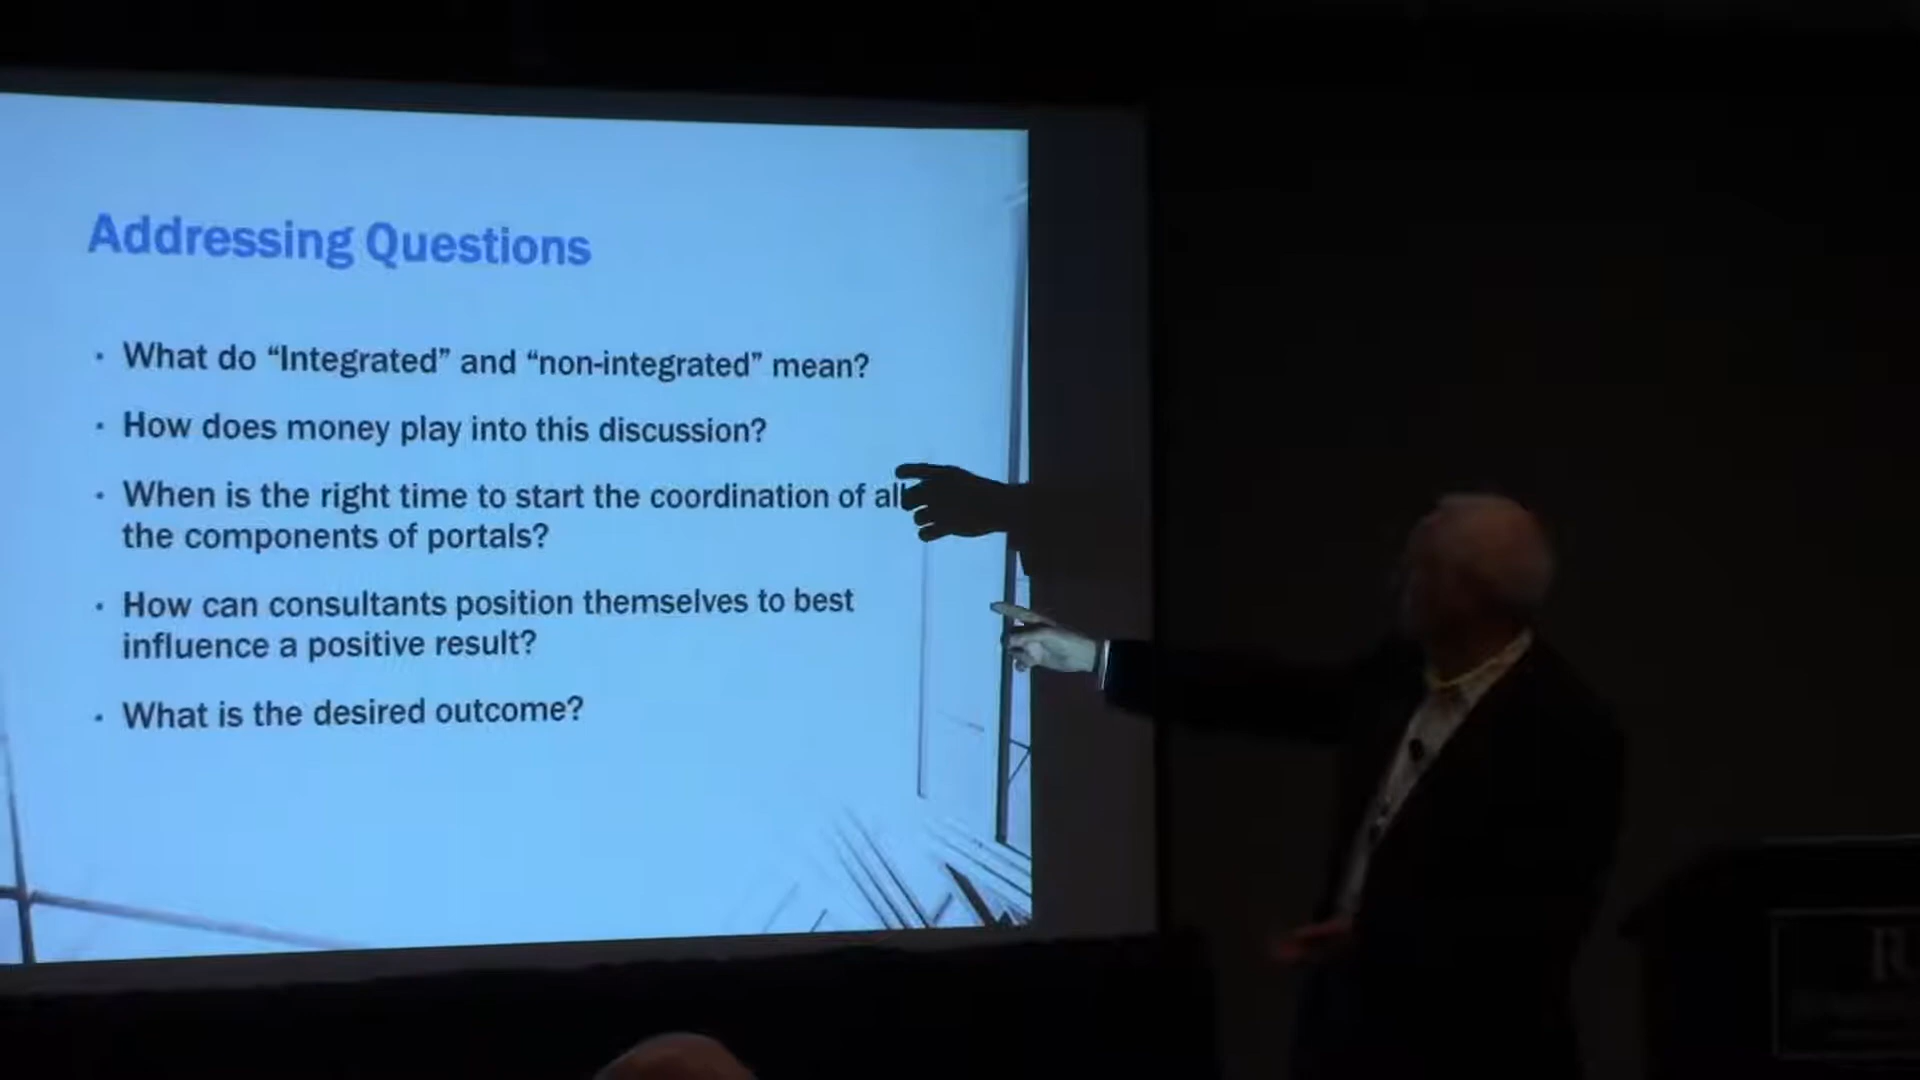 Addressing Questions
· What do “Integrated” and “non-integrated” mean?
· How does money play into this discussion?
· When is the right time to start the coordination of all
the components of portals?
· How can consultants position themselves to best
influence a positive result?
· What is the desired outcome?